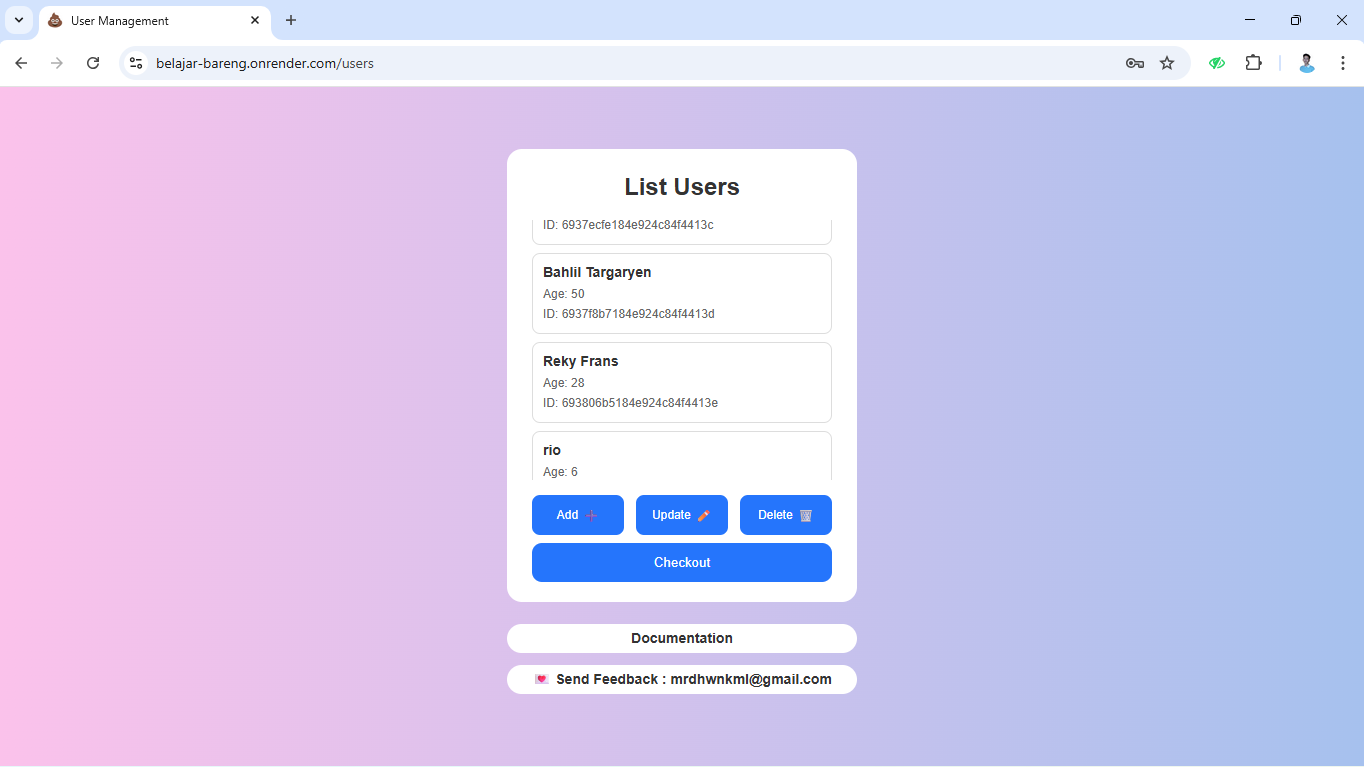 User Management
belajar-bareng.onrender.com/users
List Users
ID: 6937ecfe184e924c84f4413c
Bahlil Targaryen
Age: 50
ID: 6937f8b7184e924c84f4413d
Reky Frans
Age: 28
ID: 693806b5184e924c84f4413e
rio
Age: 6
Add
Update
Delete
Checkout
Documentation
Send Feedback : mrdhwnkml@gmail.com